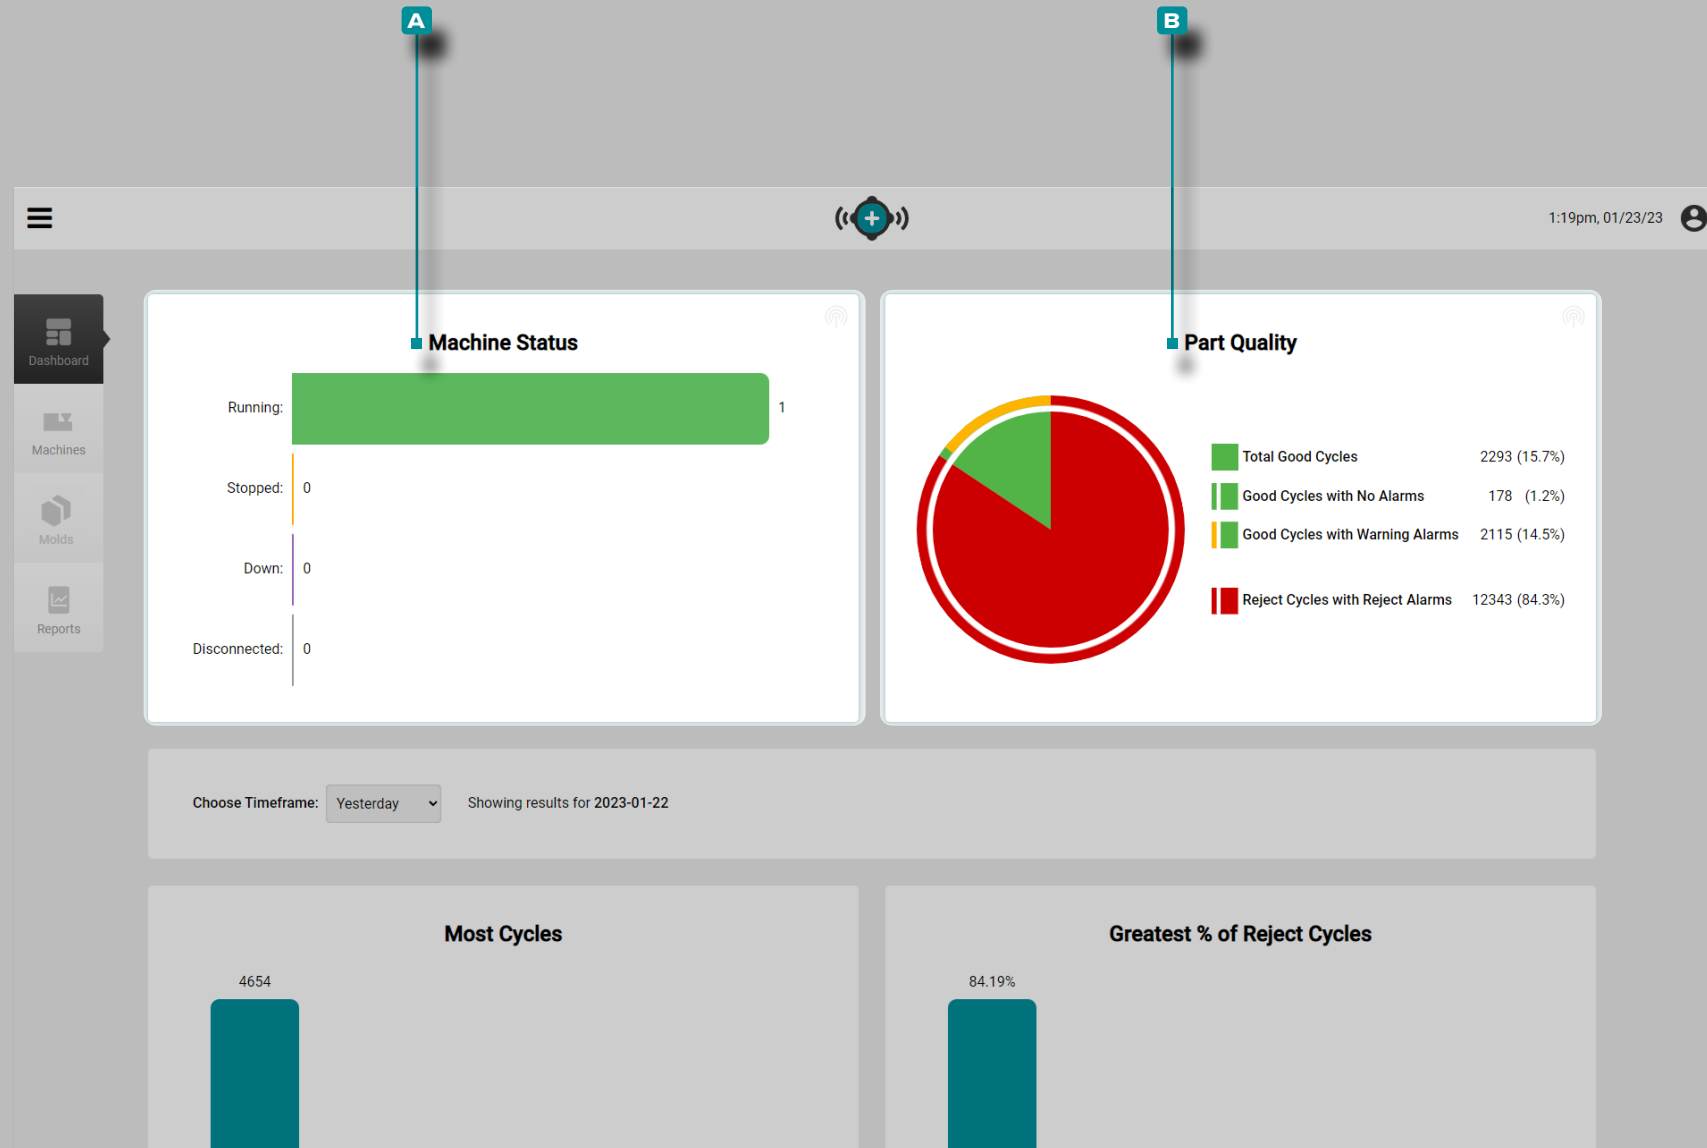 A
B
1:19pm, 01/23/23
Dashboard
Machines
Molds
Reports
Machine Status
Running: 1
Stopped: 0
Down: 0
Disconnected: 0
Part Quality
Total Good Cycles 2293 (15.7%)
Good Cycles with No Alarms 178 (1.2%)
Good Cycles with Warning Alarms 2115 (14.5%)
Reject Cycles with Reject Alarms 12343 (84.3%)
Choose Timeframe: Yesterday Showing results for 2023-01-22
Most Cycles
4654
Greatest % of Reject Cycles
84.19%